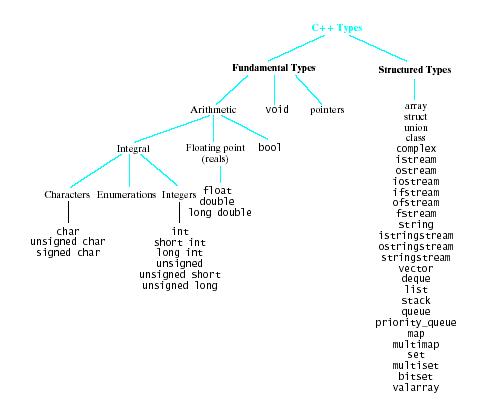 C++ Types
Fundamental Types
Structured Types
Arithmetic
void
pointers
Integral
Floating point
(reals)
bool
Characters
Enumerations
Integers
float
double
long double
char
unsigned char
signed char
int
short int
long int
unsigned
unsigned short
unsigned long
array
struct
union
class
complex
istream
ostream
iostream
ifstream
ofstream
fstream
string
istringstream
ostringstream
stringstream
vector
deque
list
stack
queue
priority_queue
map
multimap
set
multiset
bitset
valarray